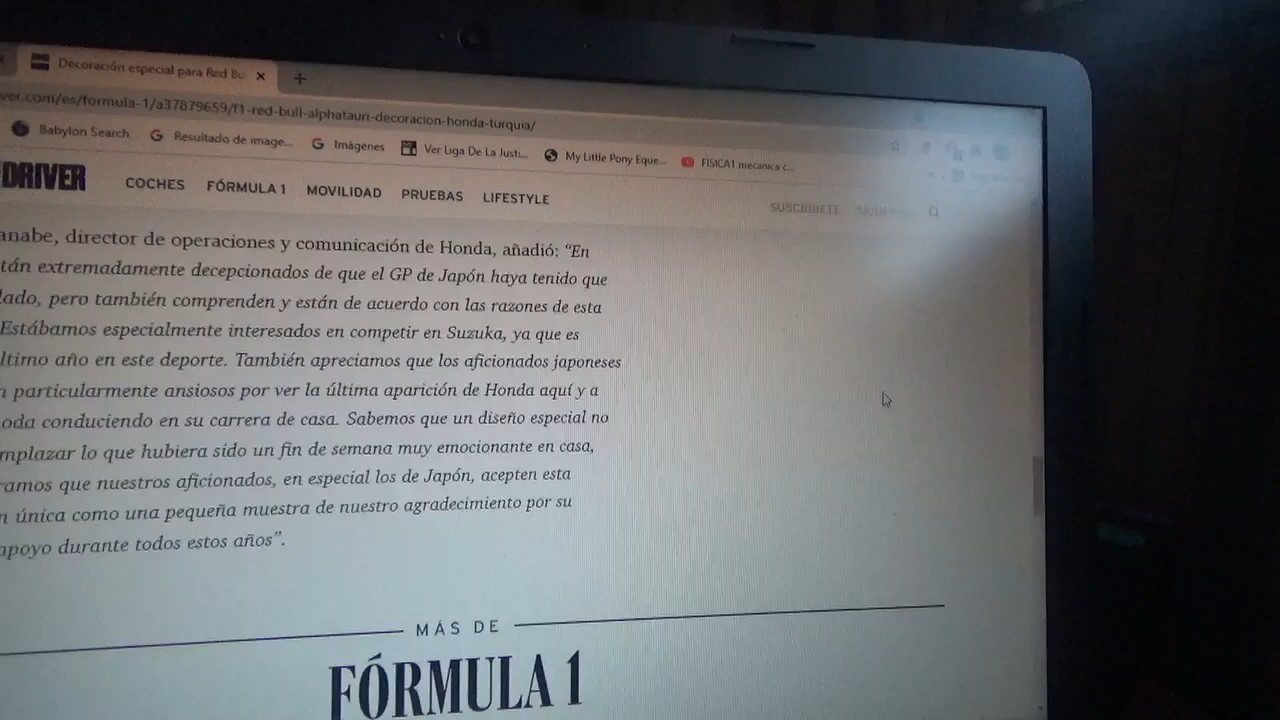 Decoración especial para Red Bu
ver.com/es/formula-1/a37879659/f1-red-bull-alphatauri-decoracion-honda-turquia/
Babylon Search
Resultado de image...
Imágenes
Ver Liga De La Justi...
My Little Pony Eque...
FISICA1 mecanica c...
DRIVER
COCHES
FÓRMULA 1
MOVILIDAD
PRUEBAS
LIFESTYLE
SUSCRÍBETE
anabe, director de operaciones y comunicación de Honda, añadió: “En
tán extremadamente decepcionados de que el GP de Japón haya tenido que
lado, pero también comprenden y están de acuerdo con las razones de esta
Estábamos especialmente interesados en competir en Suzuka, ya que es
ltimo año en este deporte. También apreciamos que los aficionados japoneses
n particularmente ansiosos por ver la última aparición de Honda aquí y a
oda conduciendo en su carrera de casa. Sabemos que un diseño especial no
mplazar lo que hubiera sido un fin de semana muy emocionante en casa,
ramos que nuestros aficionados, en especial los de Japón, acepten esta
n única como una pequeña muestra de nuestro agradecimiento por su
apoyo durante todos estos años”.
MÁS DE
FÓRMULA 1